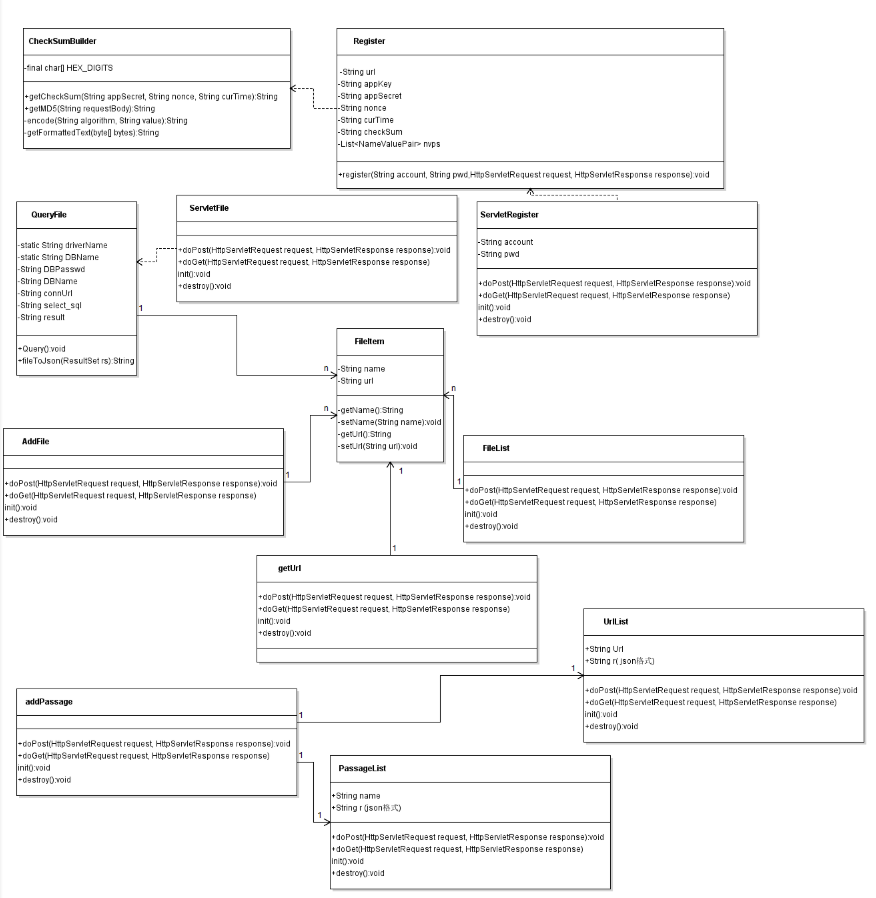 CheckSumBuilder
-final char[] HEX_DIGITS
+getCheckSum(String appSecret, String nonce, String curTime):String
+getMD5(String requestBody):String
-encode(String algorithm, String value):String
-getFormattedText(byte[] bytes):String
Register
-String url
-String appKey
-String appSecret
-String nonce
-String curTime
-String checkSum
-List<NameValuePair> nvps
+register(String account, String pwd,HttpServletRequest request, HttpServletResponse response):void
QueryFile
-static String driverName
-static String DBName
-String DBPasswd
-String DBName
-String connUrl
-String select_sql
-String result
+Query():void
+fileToJson(ResultSet rs):String
ServletFile
+doPost(HttpServletRequest request, HttpServletResponse response):void
+doGet(HttpServletRequest request, HttpServletResponse response)
init():void
+destroy():void
ServletRegister
-String account
-String pwd
+doPost(HttpServletRequest request, HttpServletResponse response):void
+doGet(HttpServletRequest request, HttpServletResponse response)
init():void
+destroy():void
1
n
FileItem
-String name
-String url
-getName():String
-setName(String name):void
-getUrl():String
-setUrl(String url):void
n
n
AddFile
+doPost(HttpServletRequest request, HttpServletResponse response):void
+doGet(HttpServletRequest request, HttpServletResponse response)
init():void
+destroy():void
1
FileList
+doPost(HttpServletRequest request, HttpServletResponse response):void
+doGet(HttpServletRequest request, HttpServletResponse response)
init():void
+destroy():void
1
1
1
getUrl
+doPost(HttpServletRequest request, HttpServletResponse response):void
+doGet(HttpServletRequest request, HttpServletResponse response)
init():void
+destroy():void
UrlList
+String Url
+String r( json格式)
+doPost(HttpServletRequest request, HttpServletResponse response):void
+doGet(HttpServletRequest request, HttpServletResponse response)
init():void
+destroy():void
1
addPassage
+doPost(HttpServletRequest request, HttpServletResponse response):void
+doGet(HttpServletRequest request, HttpServletResponse response)
init():void
+destroy():void
1
1
1
PassageList
+String name
+String r (json格式)
+doPost(HttpServletRequest request, HttpServletResponse response):void
+doGet(HttpServletRequest request, HttpServletResponse response)
init():void
+destroy():void